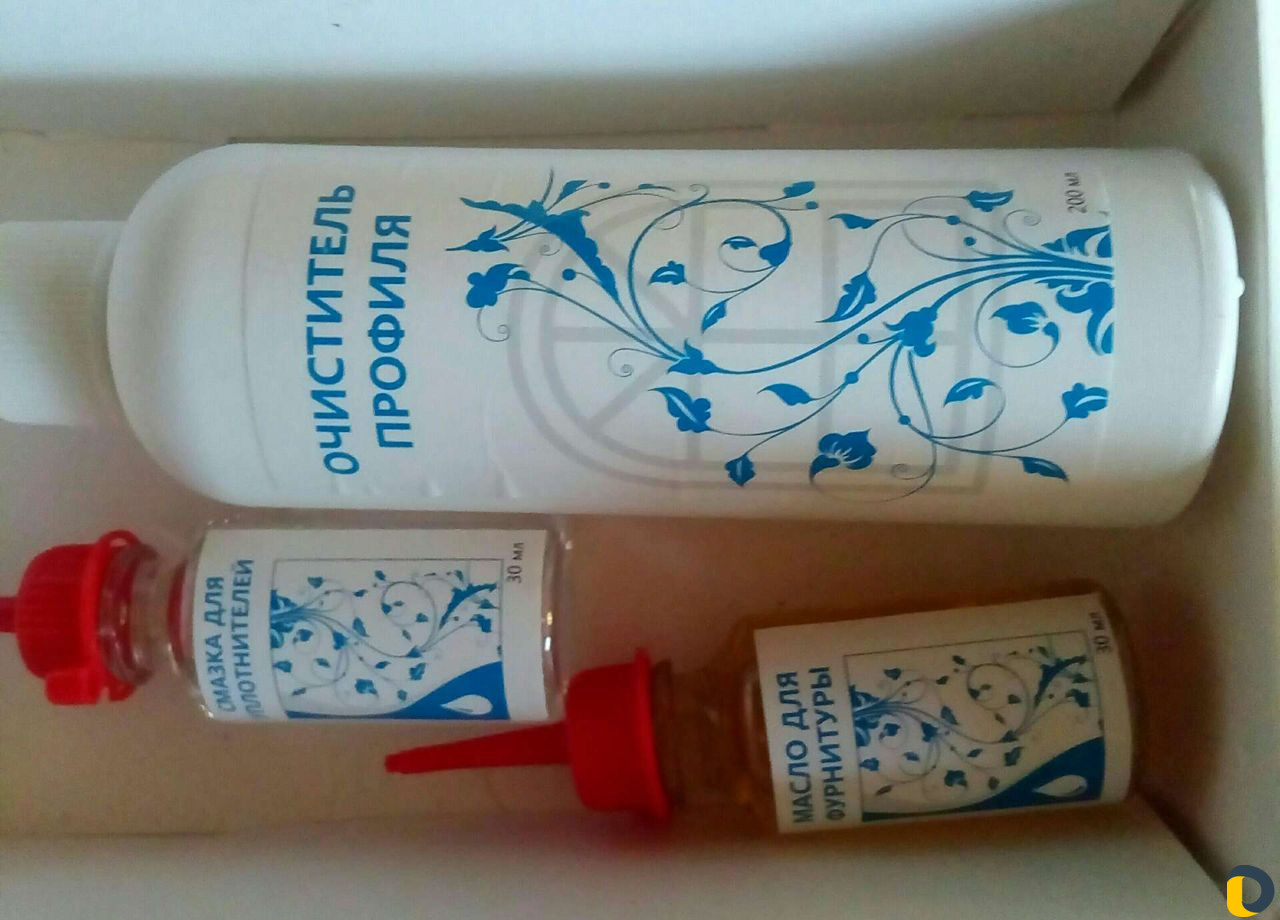 ОЧИСТИТЕЛЬ
ПРОФИЛЯ
200 мл
СМАЗКА ДЛЯ
УПЛОТНИТЕЛЕЙ
30 мл
МАСЛО ДЛЯ
ФУРНИТУРЫ
30 мл